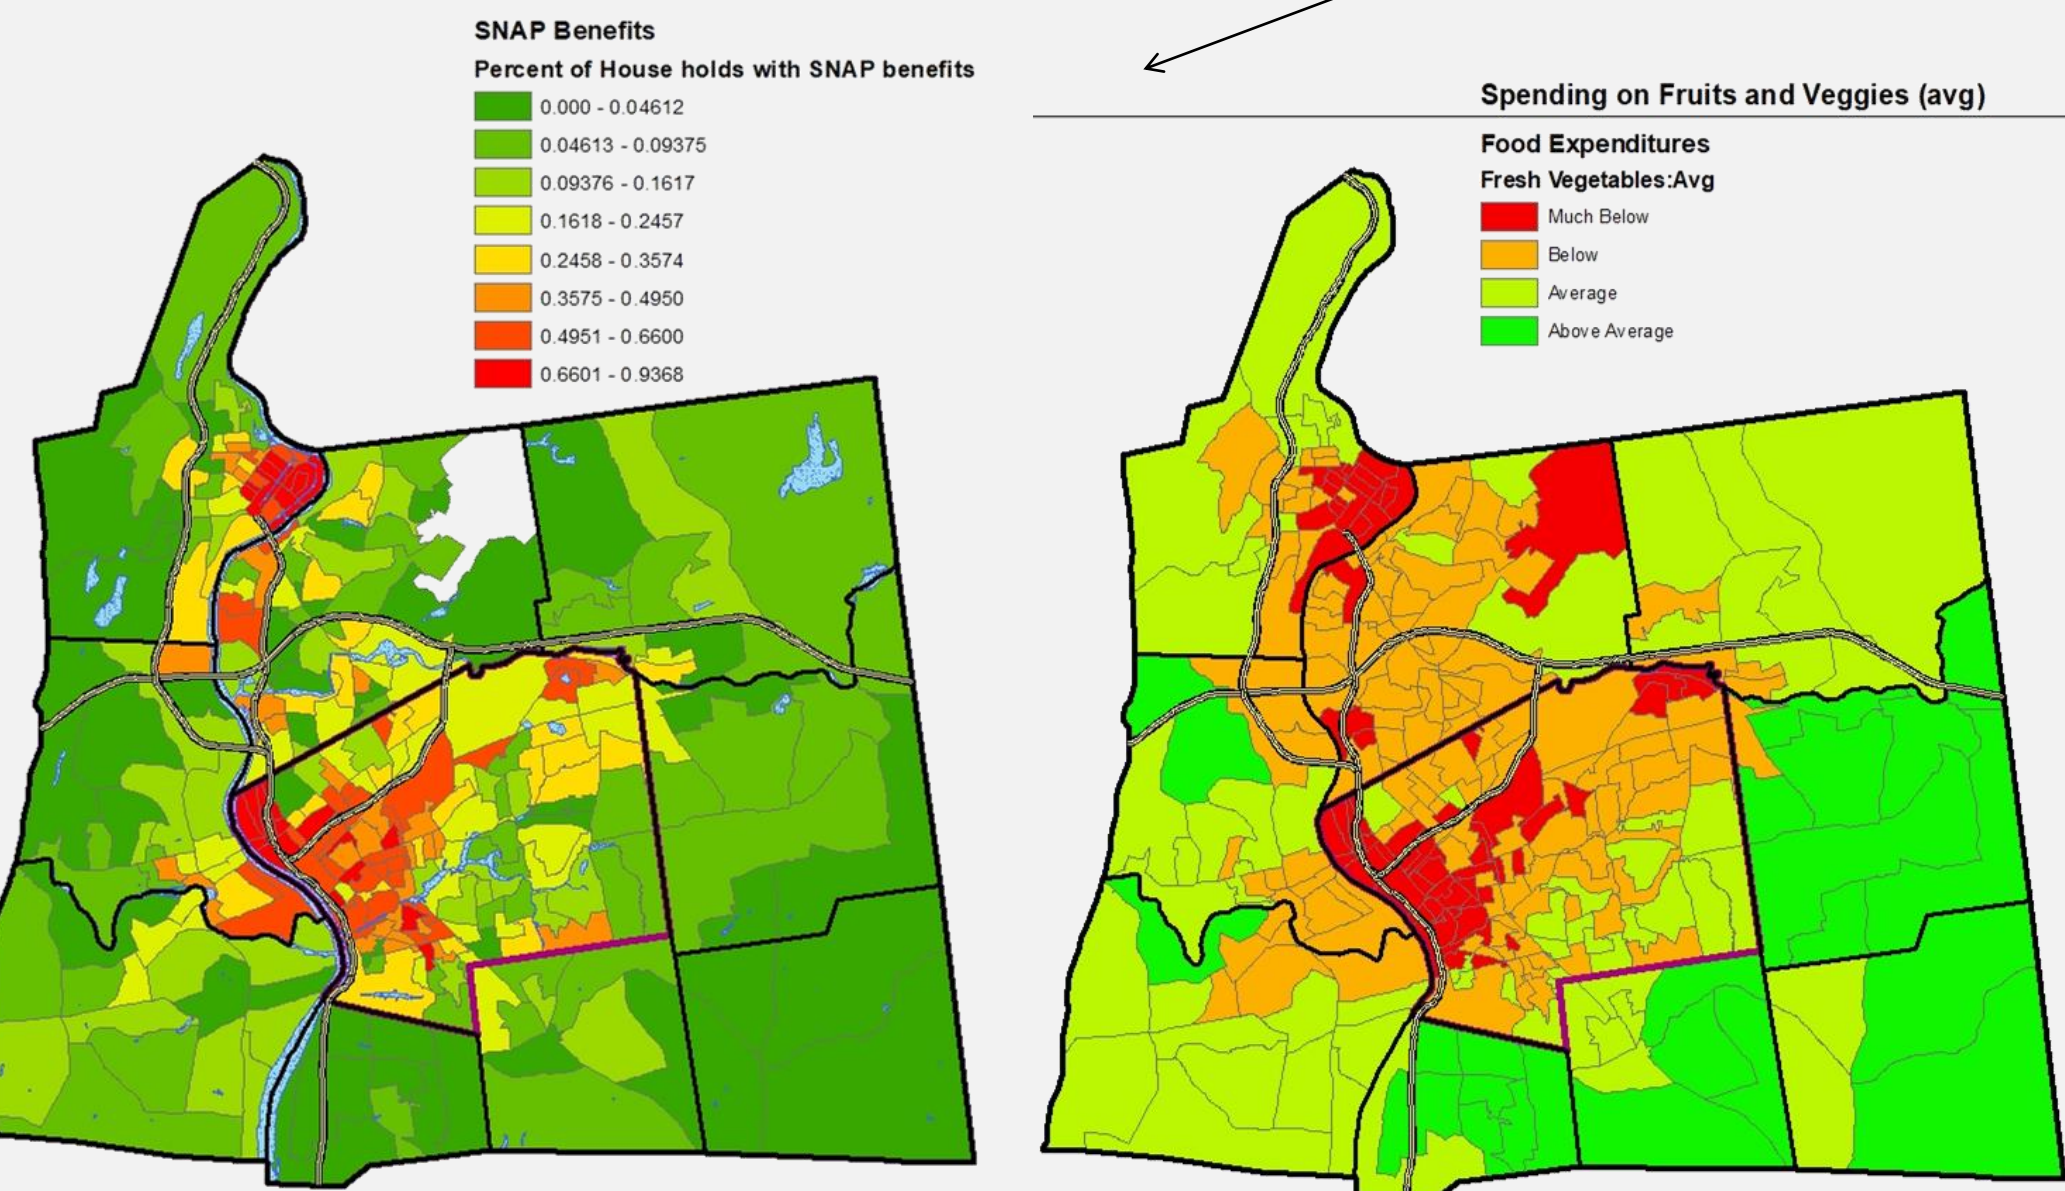 SNAP Benefits
Percent of House holds with SNAP benefits
0.000 - 0.04612
0.04613 - 0.09375
0.09376 - 0.1617
0.1618 - 0.2457
0.2458 - 0.3574
0.3575 - 0.4950
0.4951 - 0.6600
0.6601 - 0.9368
Spending on Fruits and Veggies (avg)
Food Expenditures
Fresh Vegetables:Avg
Much Below
Below
Average
Above Average